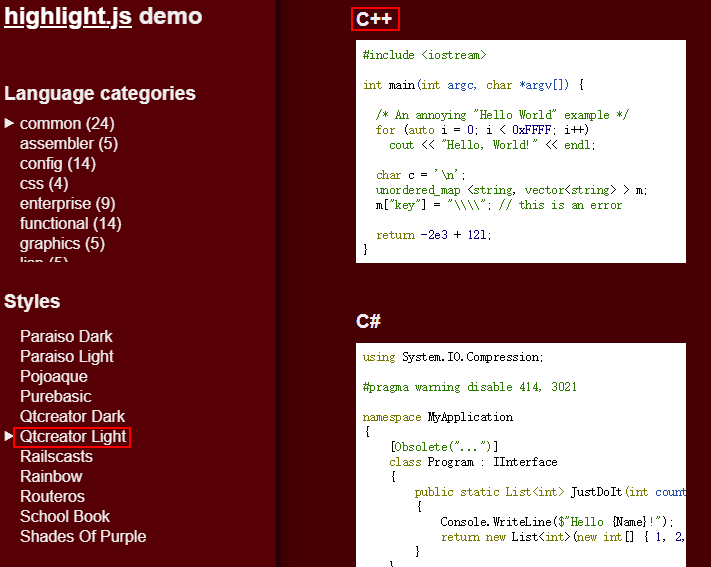 highlight.js demo
Language categories
common (24)
assembler (5)
config (14)
css (4)
enterprise (9)
functional (14)
graphics (5)
Styles
Paraiso Dark
Paraiso Light
Pojoaque
Purebasic
Qtcreator Dark
Qtcreator Light
Railscasts
Rainbow
Routeros
School Book
Shades Of Purple
C++
#include <iostream>
int main(int argc, char *argv[]) {
/* An annoying "Hello World" example */
for (auto i = 0; i < 0xFFFF; i++)
cout << "Hello, World!" << endl;
char c = '\n';
unordered_map <string, vector<string> > m;
m["key"] = "\\\\"; // this is an error
return -2e3 + 12l;
}
C#
using System.IO.Compression;
#pragma warning disable 414, 3021
namespace MyApplication
{
[Obsolete("...")]
class Program : IInterface
{
public static List<int> JustDoIt(int count
{
Console.WriteLine($"Hello {Name}!");
return new List<int>(new int[] { 1, 2,
}
}